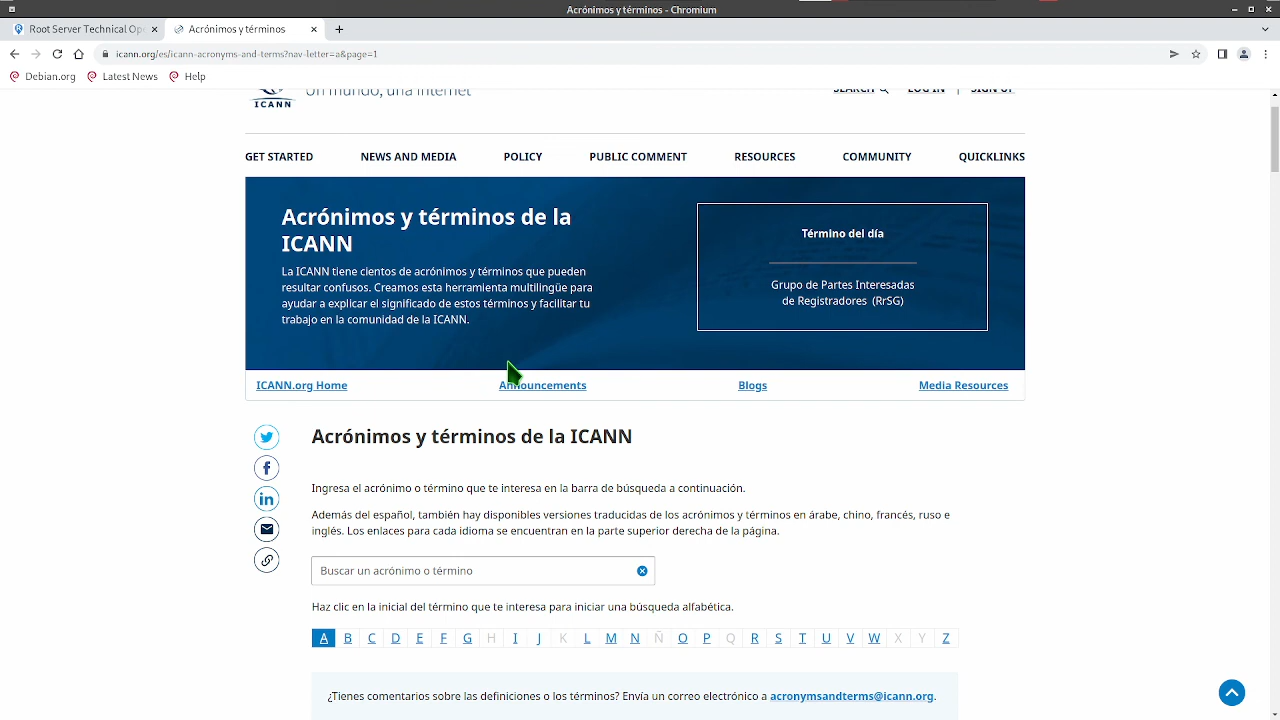 Acrónimos y términos - Chromium
Root Server Technical Op
Acrónimos y términos
icann.org/es/icann-acronyms-and-terms?nav-letter=a&page=1
Debian.org Latest News Help
ICANN
Un mundo, una internet
SEARCH LOG IN | SIGN UP
GET STARTED NEWS AND MEDIA POLICY PUBLIC COMMENT RESOURCES COMMUNITY QUICKLINKS
Acrónimos y términos de la
ICANN
La ICANN tiene cientos de acrónimos y términos que pueden
resultar confusos. Creamos esta herramienta multilingüe para
ayudar a explicar el significado de estos términos y facilitar tu
trabajo en la comunidad de la ICANN.
Término del día
Grupo de Partes Interesadas
de Registradores (RrSG)
ICANN.org Home Announcements Blogs Media Resources
Acrónimos y términos de la ICANN
Ingresa el acrónimo o término que te interesa en la barra de búsqueda a continuación.
Además del español, también hay disponibles versiones traducidas de los acrónimos y términos en árabe, chino, francés, ruso e
inglés. Los enlaces para cada idioma se encuentran en la parte superior derecha de la página.
Buscar un acrónimo o término
Haz clic en la inicial del término que te interesa para iniciar una búsqueda alfabética.
A B C D E F G H I J K L M N Ñ O P Q R S T U V W X Y Z
¿Tienes comentarios sobre las definiciones o los términos? Envía un correo electrónico a acronymsandterms@icann.org.